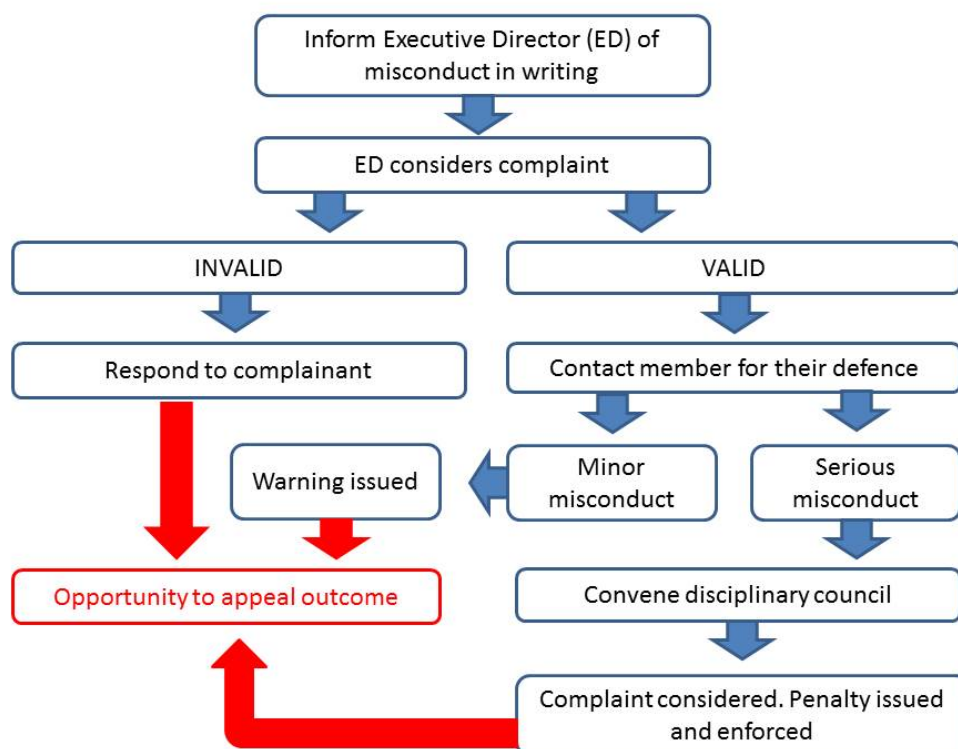 Inform Executive Director (ED) of
misconduct in writing
ED considers complaint
INVALID
VALID
Respond to complainant
Contact member for their defence
Warning issued
Minor
misconduct
Serious
misconduct
Opportunity to appeal outcome
Convene disciplinary council
Complaint considered. Penalty issued
and enforced